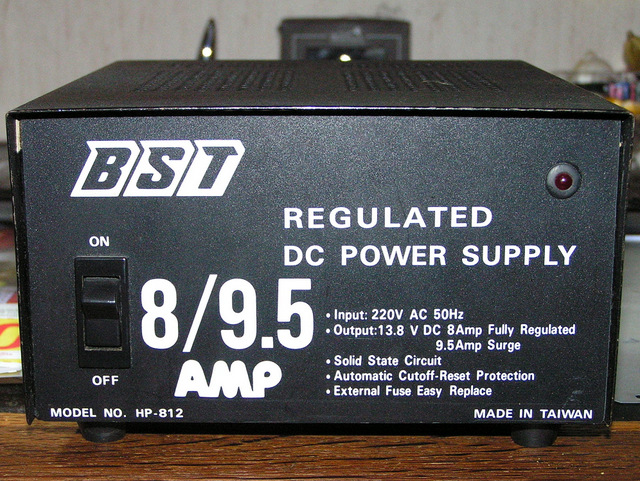 BST
REGULATED
DC POWER SUPPLY
ON
OFF
8/9.5
AMP
• Input: 220V AC 50Hz
• Output:13.8 V DC 8Amp Fully Regulated
9.5Amp Surge
• Solid State Circuit
• Automatic Cutoff-Reset Protection
• External Fuse Easy Replace
MODEL NO. HP-812
MADE IN TAIWAN